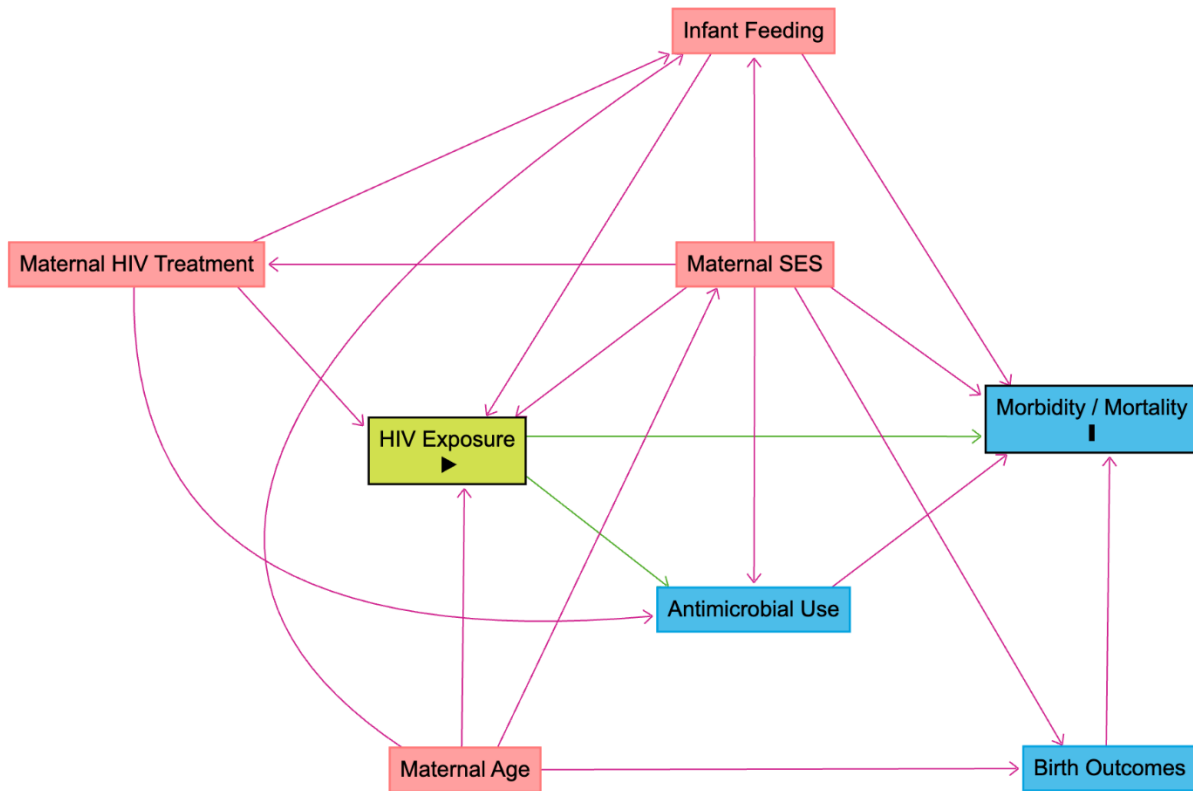 Infant Feeding
Maternal HIV Treatment
Maternal SES
HIV Exposure
Morbidity / Mortality
Antimicrobial Use
Maternal Age
Birth Outcomes